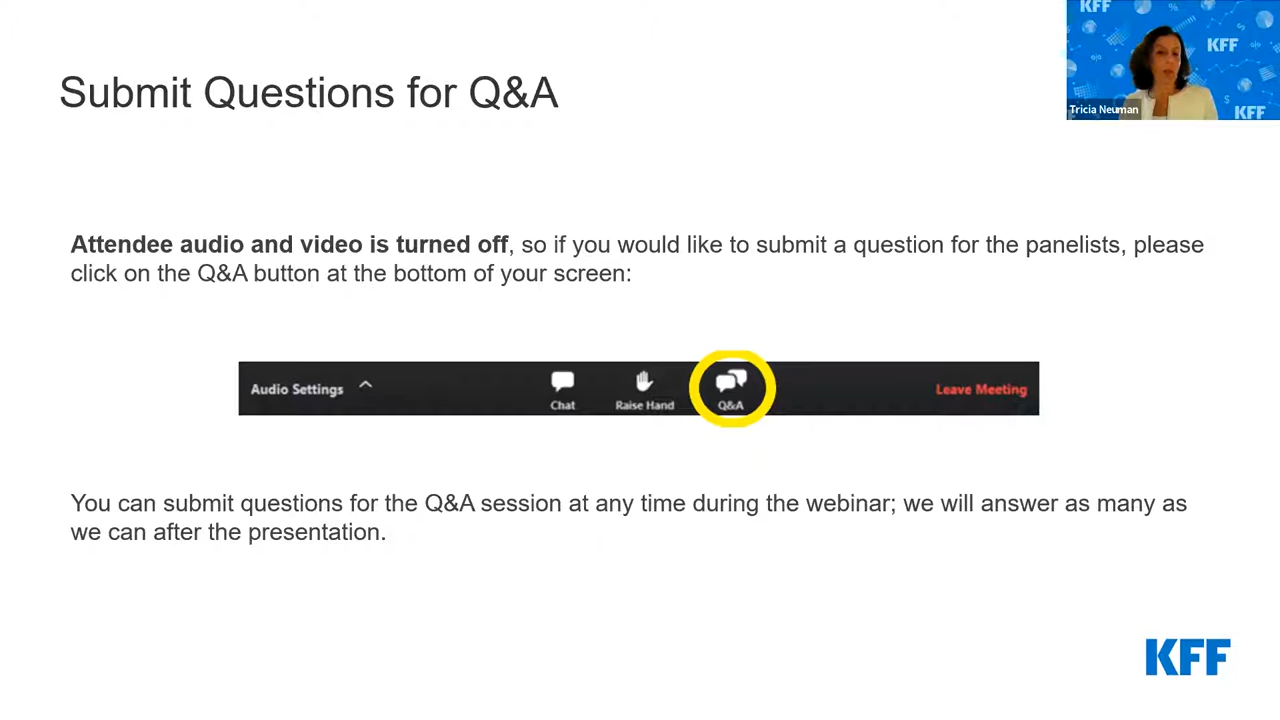 KFF
KFF
KFF
Tricia Neuman
Submit Questions for Q&A
Attendee audio and video is turned off, so if you would like to submit a question for the panelists, please
click on the Q&A button at the bottom of your screen:
Audio Settings
Chat
Raise Hand
Q&A
Leave Meeting
You can submit questions for the Q&A session at any time during the webinar; we will answer as many as
we can after the presentation.
KFF